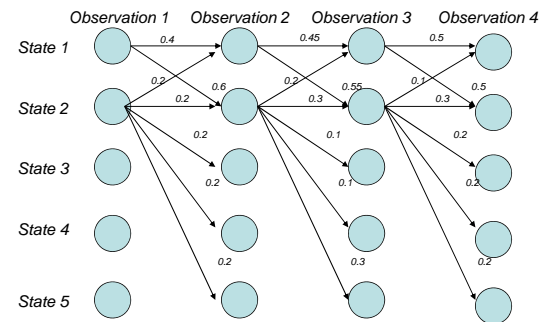 Observation 1 Observation 2 Observation 3 Observation 4
State 1
0.4 0.45 0.5
0.2 0.2 0.1
0.6 0.55 0.5
State 2
0.2 0.3 0.3
0.2 0.1 0.2
State 3
0.2 0.1 0.2
State 4
0.2 0.3 0.2
State 5